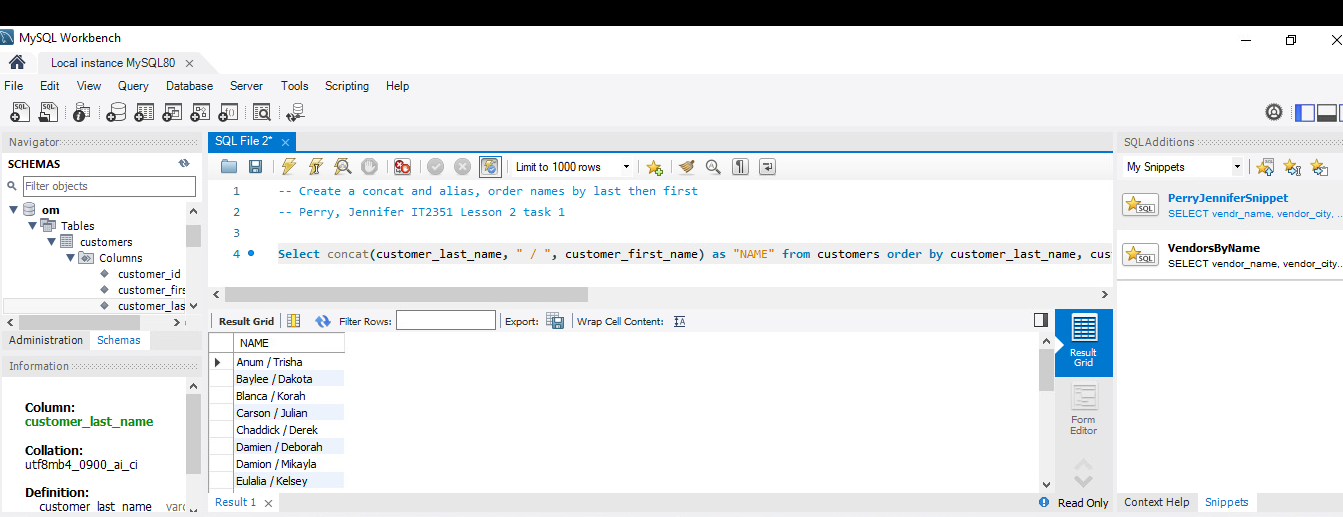 MySQL Workbench
Local instance MySQL80
File Edit View Query Database Server Tools Scripting Help
Navigator
SCHEMAS
Filter objects
om
Tables
customers
Columns
customer_id
customer_firs
customer_las
Administration Schemas
Information
Column:
customer_last_name
Collation:
utf8mb4_0900_ai_ci
Definition:
customer_last_name varc
SQL File 2*
Limit to 1000 rows
1 -- Create a concat and alias, order names by last then first
2 -- Perry, Jennifer IT2351 Lesson 2 task 1
3
4 Select concat(customer_last_name, " / ", customer_first_name) as "NAME" from customers order by customer_last_name, cus
Result Grid Filter Rows: Export: Wrap Cell Content:
NAME
Anum / Trisha
Baylee / Dakota
Blanca / Korah
Carson / Julian
Chaddick / Derek
Damien / Deborah
Damion / Mikayla
Eulalia / Kelsey
Result Grid
Form Editor
Result 1
Read Only
SQLAdditions
My Snippets
SQL
PerryJenniferSnippet
SELECT vendr_name, vendor_city, ...
SQL
VendorsByName
SELECT vendor_name, vendor_city...
Context Help Snippets